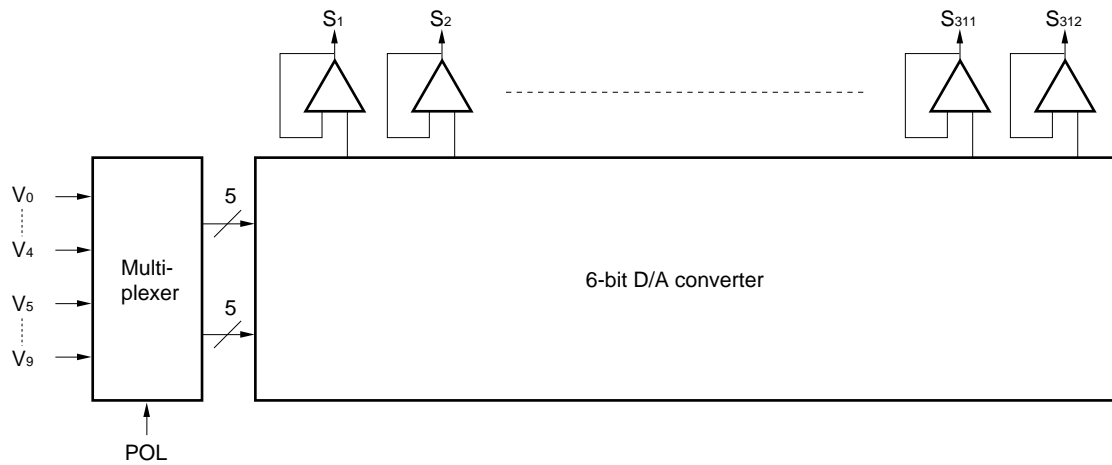 S1 S2 S311 S312
V0
V4
V5
V9
Multi-
plexer
5
5
6-bit D/A converter
POL